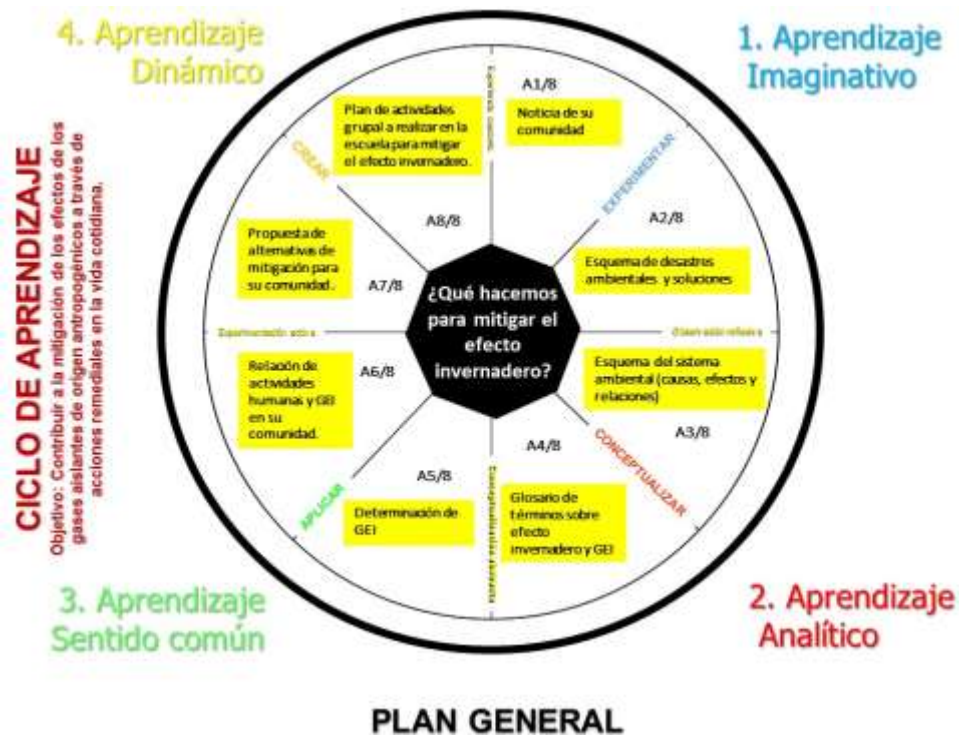 4. Aprendizaje
Dinámico
1. Aprendizaje
Imaginativo
CICLO DE APRENDIZAJE
Objetivo: Contribuir a la mitigación de los efectos de los
gases aislantes de origen antropogénicos a través de
acciones remediales en la vida cotidiana.
A1/8
Noticia de su
comunidad
EXPERIMENTAR
A2/8
Esquema de desastres
ambientales y soluciones
Esquema del sistema
ambiental (causas, efectos y
relaciones)
A3/8
CONCEPTUALIZAR
A4/8
Glosario de
términos sobre
efecto
invernadero y GEI
A5/8
Determinación de
GEI
APLICAR
A6/8
Relación de
actividades
humanas y GEI
en su
comunidad.
A7/8
Propuesta de
alternativas de
mitigación para
su comunidad.
CREAR
A8/8
Plan de actividades
grupal a realizar en la
escuela para mitigar
el efecto invernadero.
¿Qué hacemos
para mitigar el
efecto
invernadero?
3. Aprendizaje
Sentido común
2. Aprendizaje
Analítico
PLAN GENERAL